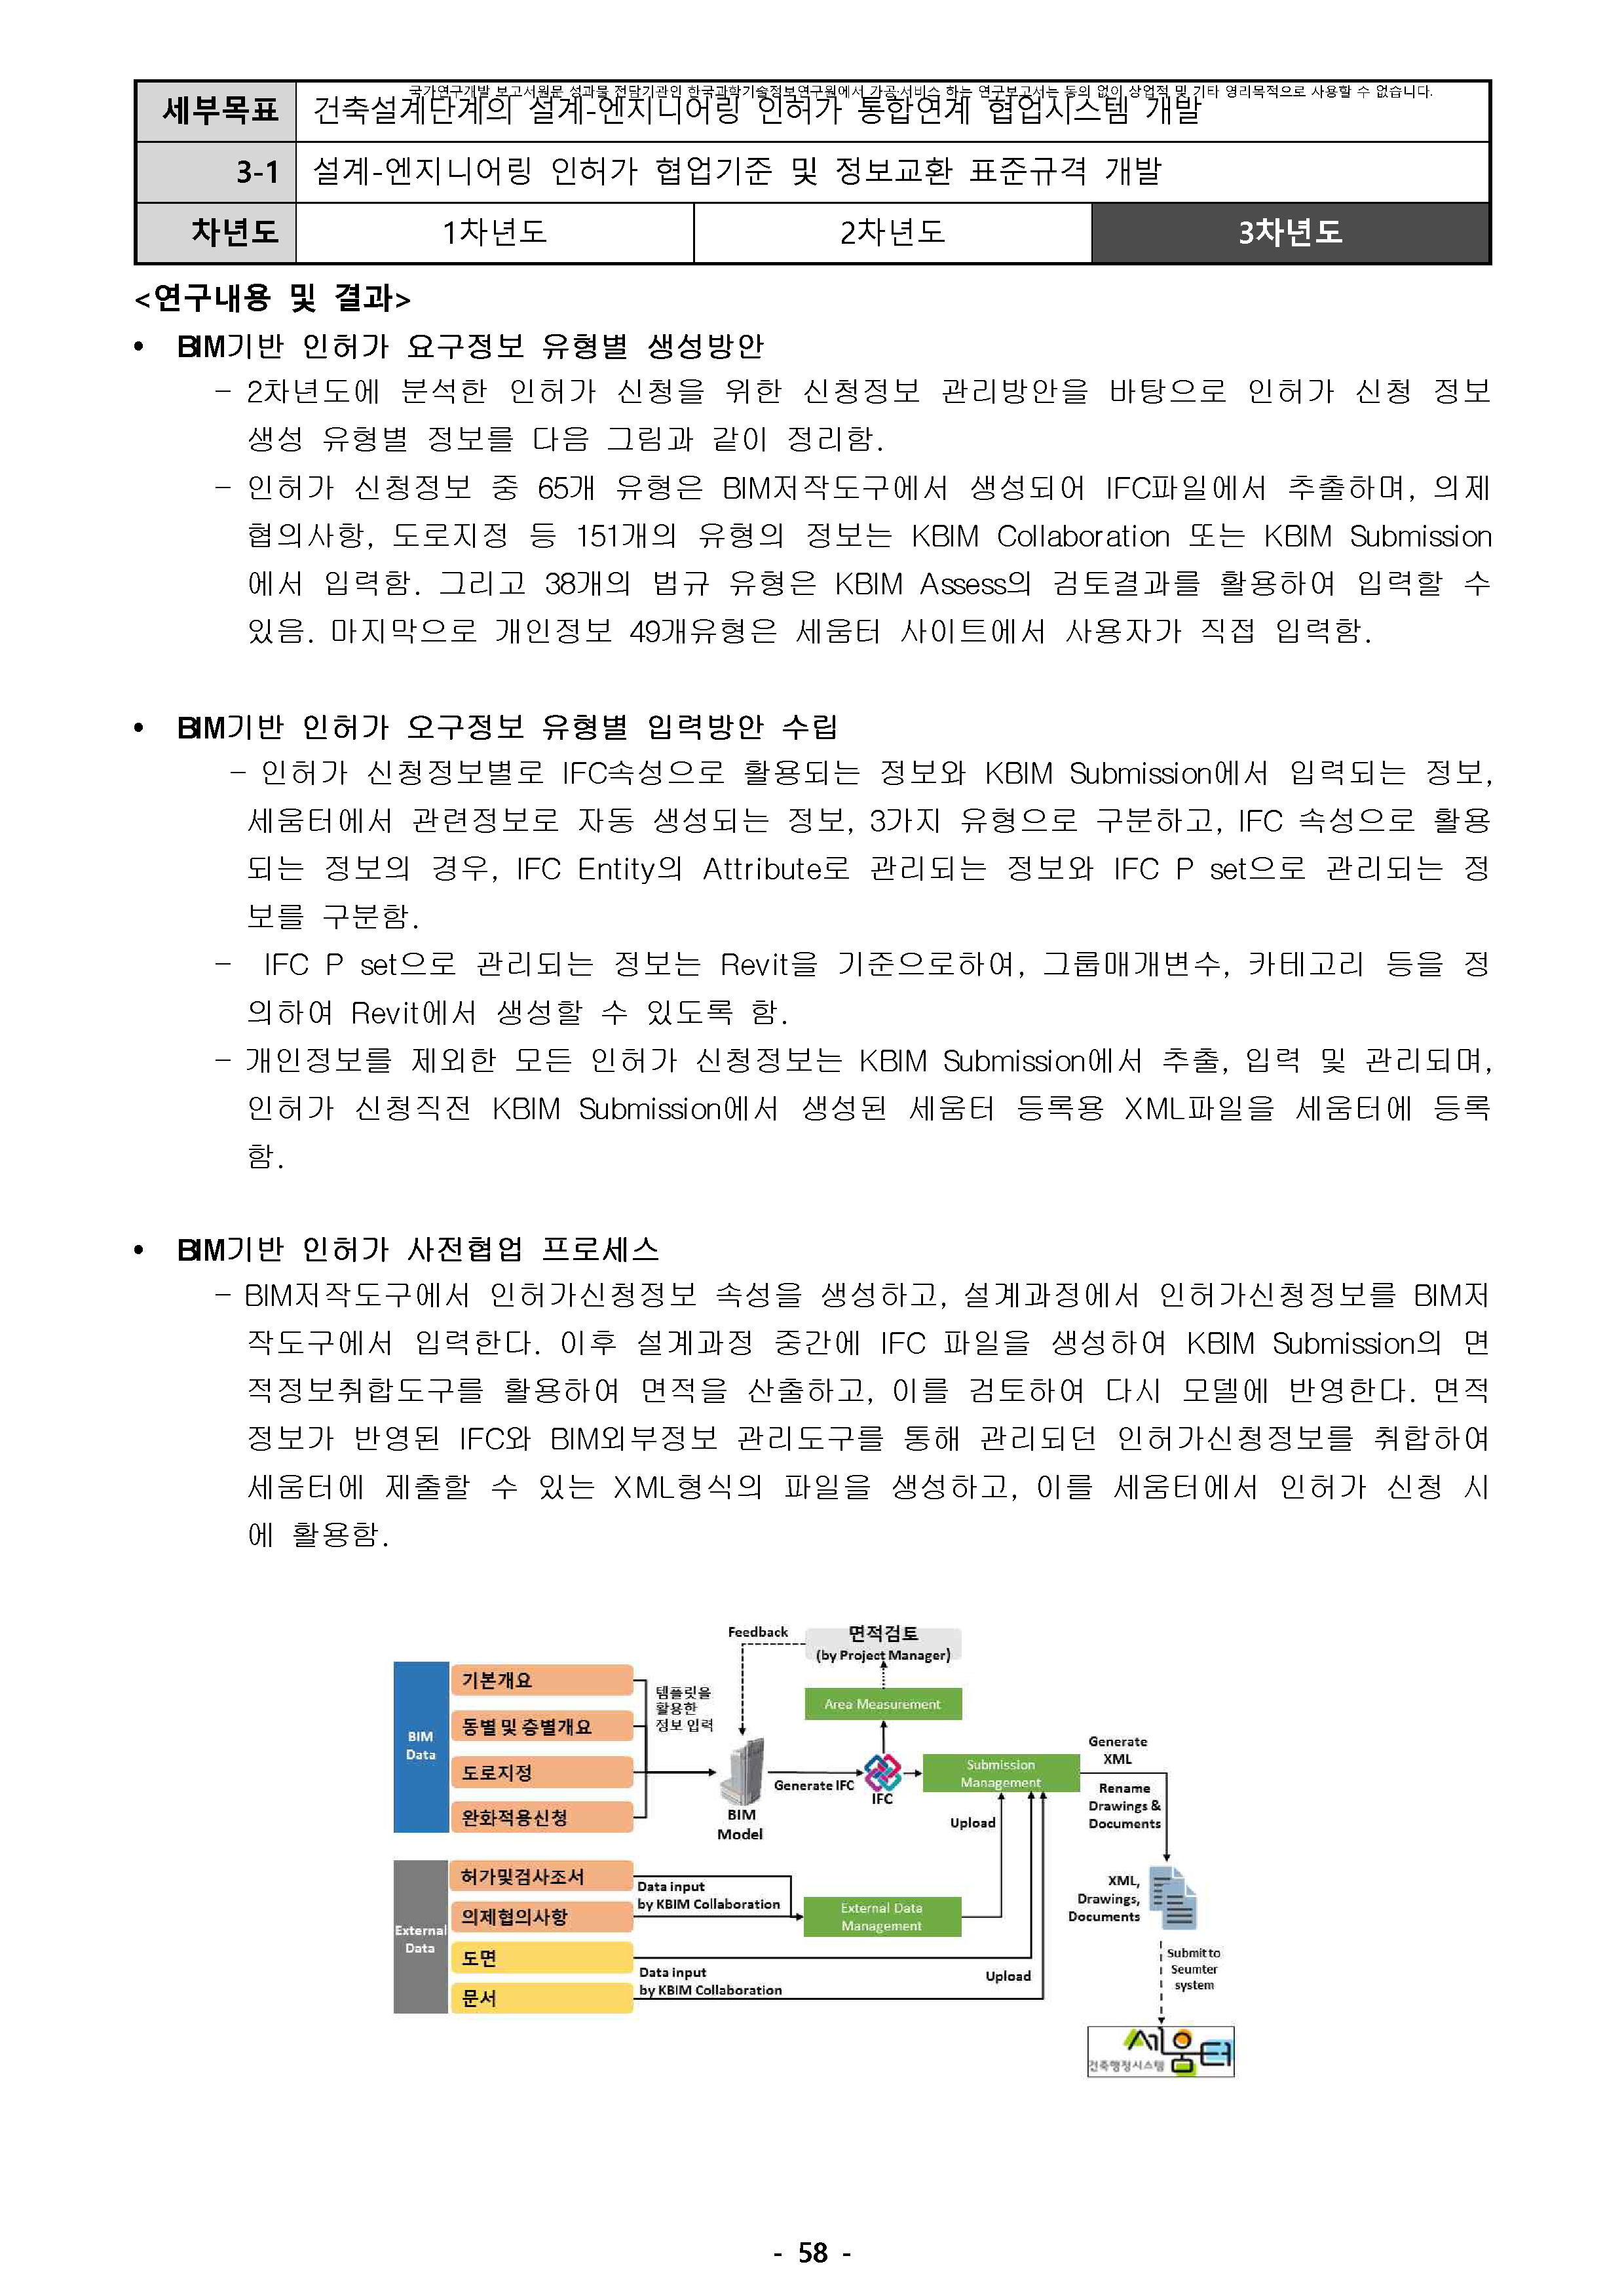 국가연구개발 보고서원문 성과물 전담기관인 한국과학기술정보연구원에서 가공·서비스 하는 연구보고서는 동의 없이 상업적 및 기타 영리목적으로 사용할 수 없습니다.
세부목표 건축설계단계의 설계-엔지니어링 인허가 통합연계 협업시스템 개발
3-1 설계-엔지니어링 인허가 협업기준 및 정보교환 표준규격 개발
차년도 1차년도 2차년도 3차년도
<연구내용 및 결과>
• BIM기반 인허가 요구정보 유형별 생성방안
- 2차년도에 분석한 인허가 신청을 위한 신청정보 관리방안을 바탕으로 인허가 신청 정보
생성 유형별 정보를 다음 그림과 같이 정리함.
- 인허가 신청정보 중 65개 유형은 BIM저작도구에서 생성되어 IFC파일에서 추출하며, 의제
협의사항, 도로지정 등 151개의 유형의 정보는 KBIM Collaboration 또는 KBIM Submission
에서 입력함. 그리고 38개의 법규 유형은 KBIM Assess의 검토결과를 활용하여 입력할 수
있음. 마지막으로 개인정보 49개유형은 세움터 사이트에서 사용자가 직접 입력함.
• BIM기반 인허가 오구정보 유형별 입력방안 수립
- 인허가 신청정보별로 IFC속성으로 활용되는 정보와 KBIM Submission에서 입력되는 정보,
세움터에서 관련정보로 자동 생성되는 정보, 3가지 유형으로 구분하고, IFC 속성으로 활용
되는 정보의 경우, IFC Entity의 Attribute로 관리되는 정보와 IFC P set으로 관리되는 정
보를 구분함.
- IFC P set으로 관리되는 정보는 Revit을 기준으로하여, 그룹매개변수, 카테고리 등을 정
의하여 Revit에서 생성할 수 있도록 함.
- 개인정보를 제외한 모든 인허가 신청정보는 KBIM Submission에서 추출, 입력 및 관리되며,
인허가 신청직전 KBIM Submission에서 생성된 세움터 등록용 XML파일을 세움터에 등록
함.
• BIM기반 인허가 사전협업 프로세스
- BIM저작도구에서 인허가신청정보 속성을 생성하고, 설계과정에서 인허가신청정보를 BIM저
작도구에서 입력한다. 이후 설계과정 중간에 IFC 파일을 생성하여 KBIM Submission의 면
적정보취합도구를 활용하여 면적을 산출하고, 이를 검토하여 다시 모델에 반영한다. 면적
정보가 반영된 IFC와 BIM외부정보 관리도구를 통해 관리되던 인허가신청정보를 취합하여
세움터에 제출할 수 있는 XML형식의 파일을 생성하고, 이를 세움터에서 인허가 신청 시
에 활용함.
Feedback
면적검토
(by Project Manager)
Area Measurement
BIM
Data
기본개요
동별 및 층별개요
도로지정
완화적용신청
템플릿을
활용한
정보 입력
BIM
Model
Generate IFC
IFC
Submission
Management
Generate
XML
Rename
Drawings &
Documents
Upload
External
Data
허가및검사조서
의제협의사항
도면
문서
Data input
by KBIM Collaboration
External Data
Management
Data input
by KBIM Collaboration
Upload
XML,
Drawings,
Documents
Submit to
Seumter
system
세움터
건축행정시스템
- 58 -